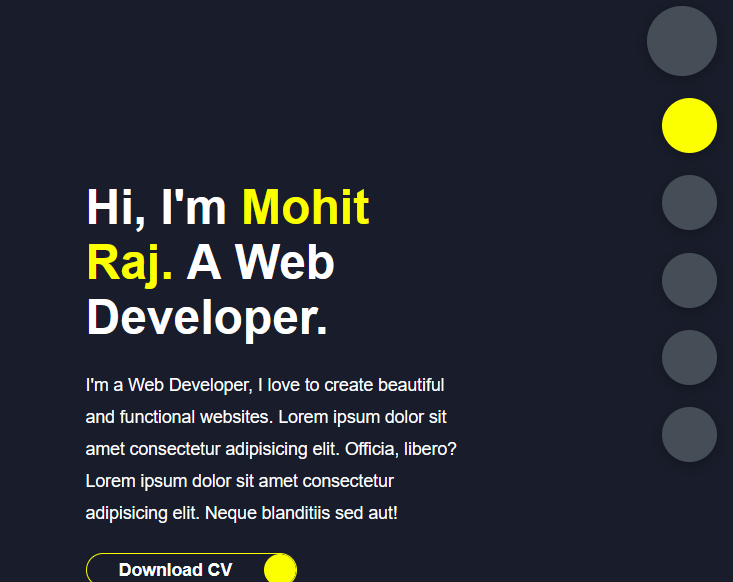 Hi, I'm Mohit
Raj. A Web
Developer.
I'm a Web Developer, I love to create beautiful
and functional websites. Lorem ipsum dolor sit
amet consectetur adipisicing elit. Officia, libero?
Lorem ipsum dolor sit amet consectetur
adipisicing elit. Neque blanditiis sed aut!
Download CV